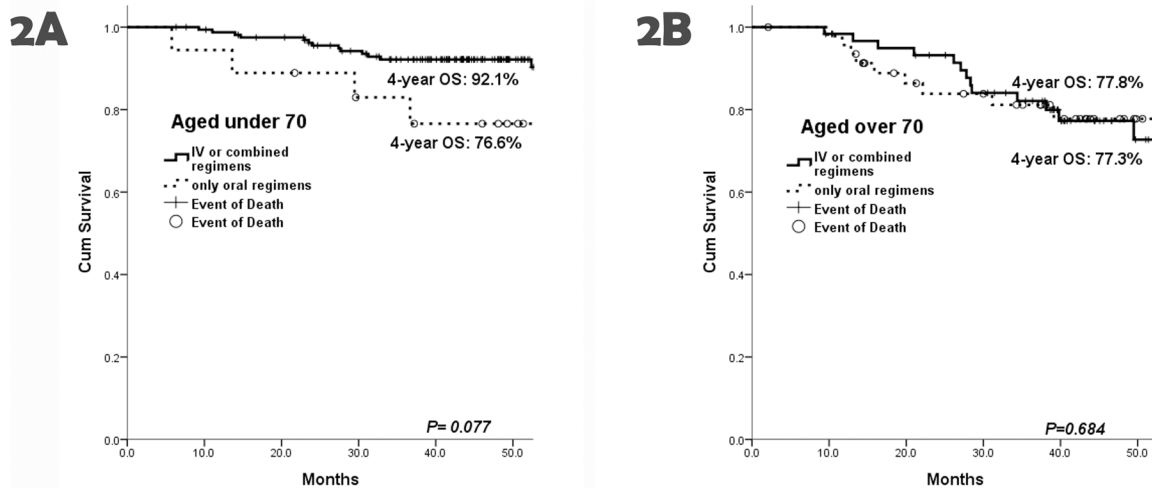 2A
1.0
0.8
0.6
0.4
0.2
0.0
Cum Survival
4-year OS: 92.1%
4-year OS: 76.6%
Aged under 70
IV or combined
regimens
only oral regimens
Event of Death
Event of Death
P= 0.077
0.0 10.0 20.0 30.0 40.0 50.0
Months
2B
1.0
0.8
0.6
0.4
0.2
0.0
Cum Survival
4-year OS: 77.8%
4-year OS: 77.3%
Aged over 70
IV or combined
regimens
only oral regimens
Event of Death
Event of Death
P=0.684
0.0 10.0 20.0 30.0 40.0 50.0
Months